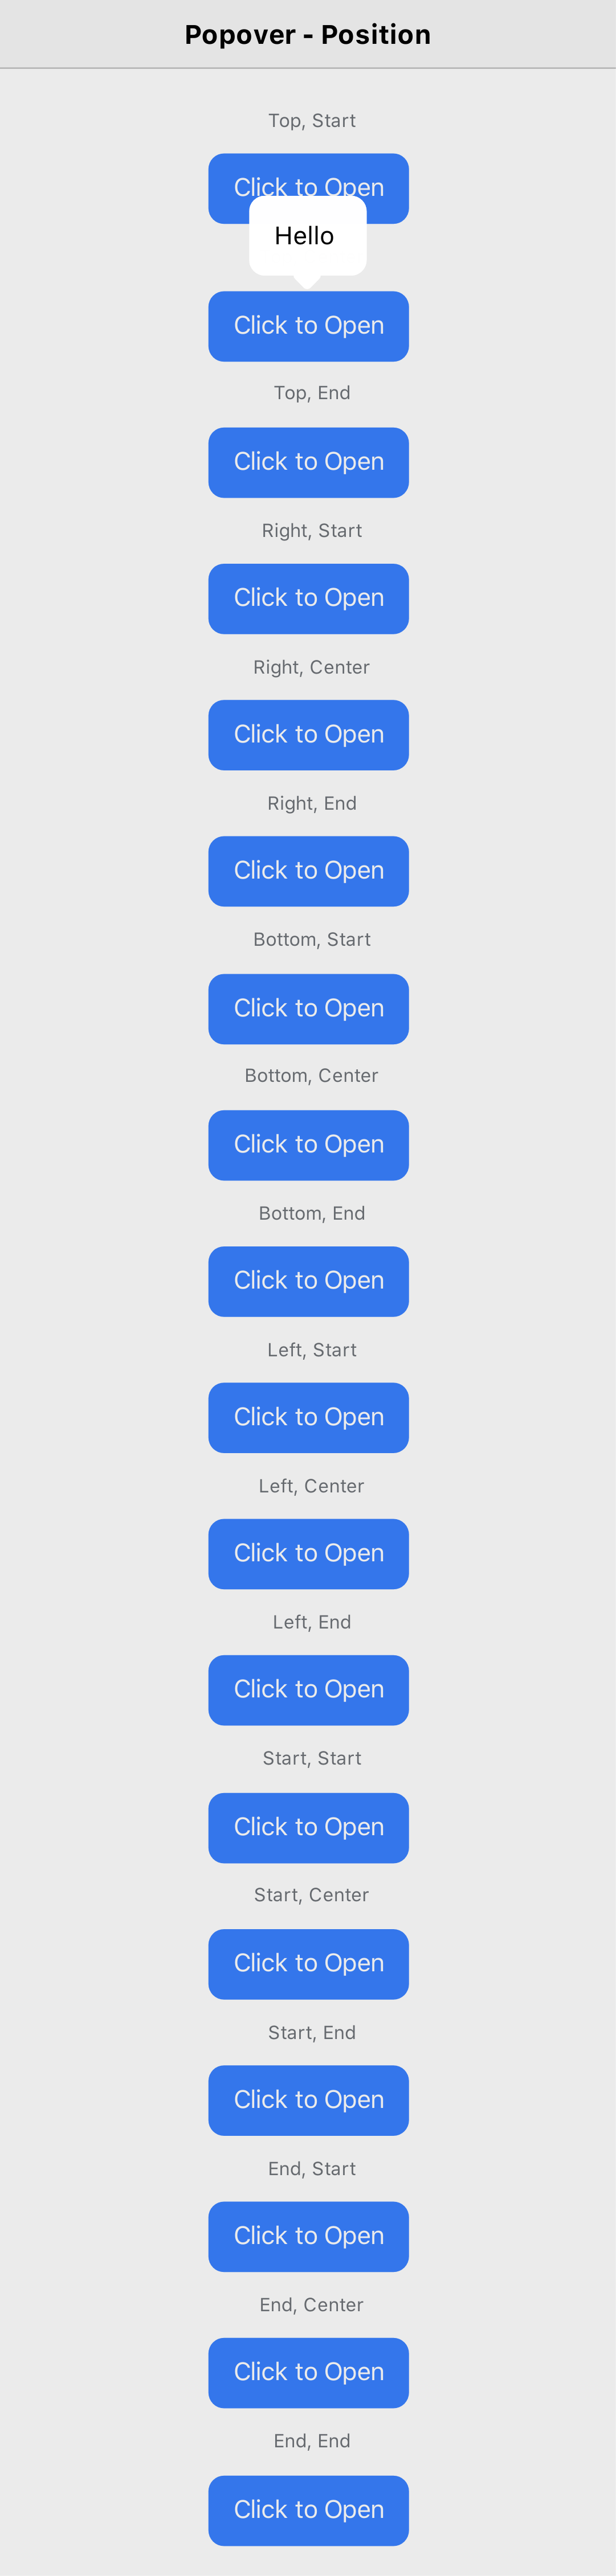 Popover - Position
Top, Start
Click to Open
Hello
Click to Open
Top, End
Click to Open
Right, Start
Click to Open
Right, Center
Click to Open
Right, End
Click to Open
Bottom, Start
Click to Open
Bottom, Center
Click to Open
Bottom, End
Click to Open
Left, Start
Click to Open
Left, Center
Click to Open
Left, End
Click to Open
Start, Start
Click to Open
Start, Center
Click to Open
Start, End
Click to Open
End, Start
Click to Open
End, Center
Click to Open
End, End
Click to Open